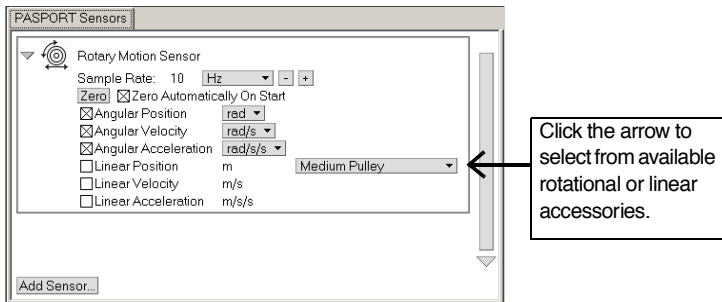 PASPORT Sensors
Rotary Motion Sensor
Sample Rate: 10 Hz - +
Zero Zero Automatically On Start
Angular Position rad
Angular Velocity rad/s
Angular Acceleration rad/s/s
Linear Position m Medium Pulley
Linear Velocity m/s
Linear Acceleration m/s/s
Add Sensor...
Click the arrow to
select from available
rotational or linear
accessories.